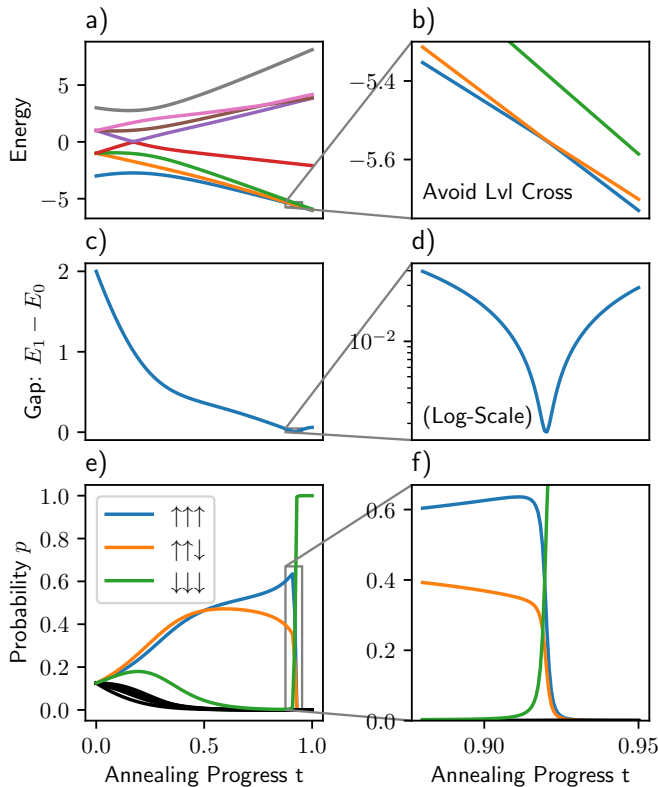 a)
b)
5
0
−5
Energy
−5.4
−5.6
Avoid Lvl Cross
c)
d)
2
1
0
Gap: E₁ − E₀
10⁻²
(Log-Scale)
e)
f)
1.0
0.8
0.6
0.4
0.2
0.0
Probability p
↑↑↑
↑↑↓
↓↓↓
0.6
0.4
0.2
0.0
0.0 0.5 1.0
0.90 0.95
Annealing Progress t
Annealing Progress t